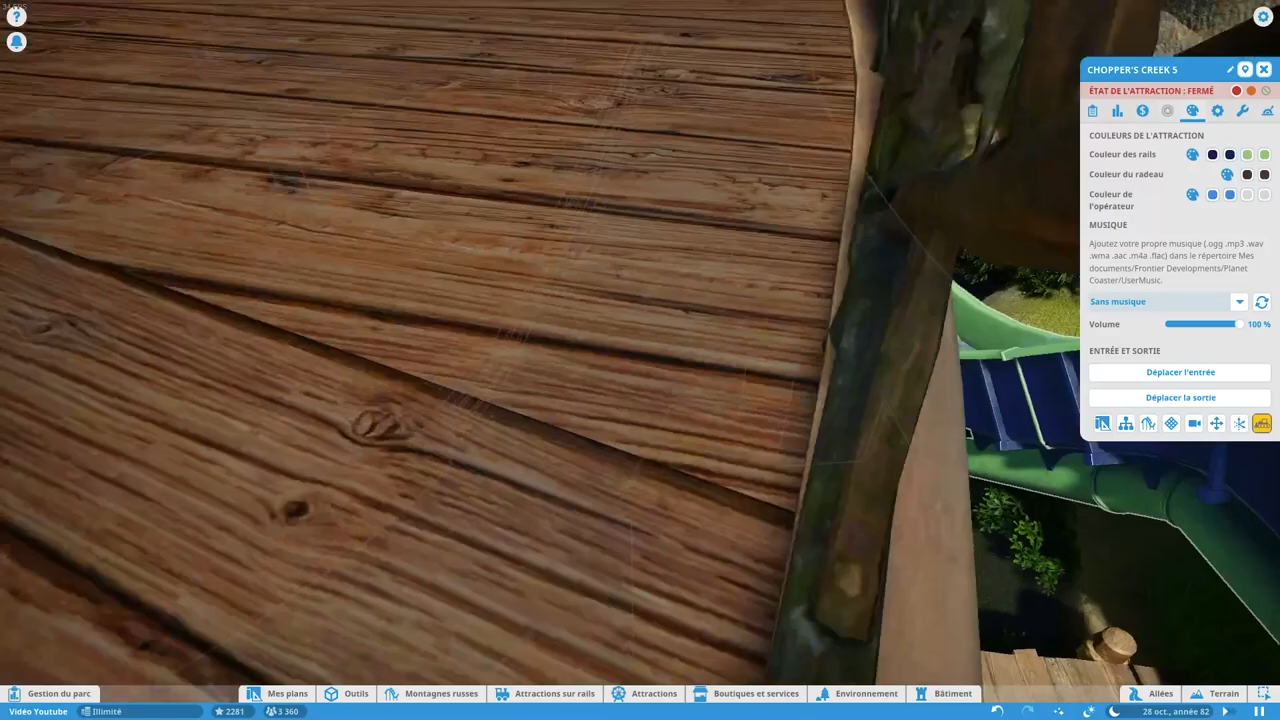 CHOPPER'S CREEK 5
ÉTAT DE L'ATTRACTION : FERMÉ
COULEURS DE L'ATTRACTION
Couleur des rails
Couleur du radeau
Couleur de
l'opérateur
MUSIQUE
Ajoutez votre propre musique (.ogg .mp3 .wav
.wma .aac .m4a .flac) dans le répertoire Mes
documents/Frontier Developments/Planet
Coaster/UserMusic.
Sans musique
Volume 100 %
ENTRÉE ET SORTIE
Déplacer l'entrée
Déplacer la sortie
Gestion du parc Mes plans Outils Montagnes russes Attractions sur rails Attractions Boutiques et services Environnement Bâtiment Allées Terrain
Vidéo Youtube Illimité 2281 3 360 28 oct., année 82